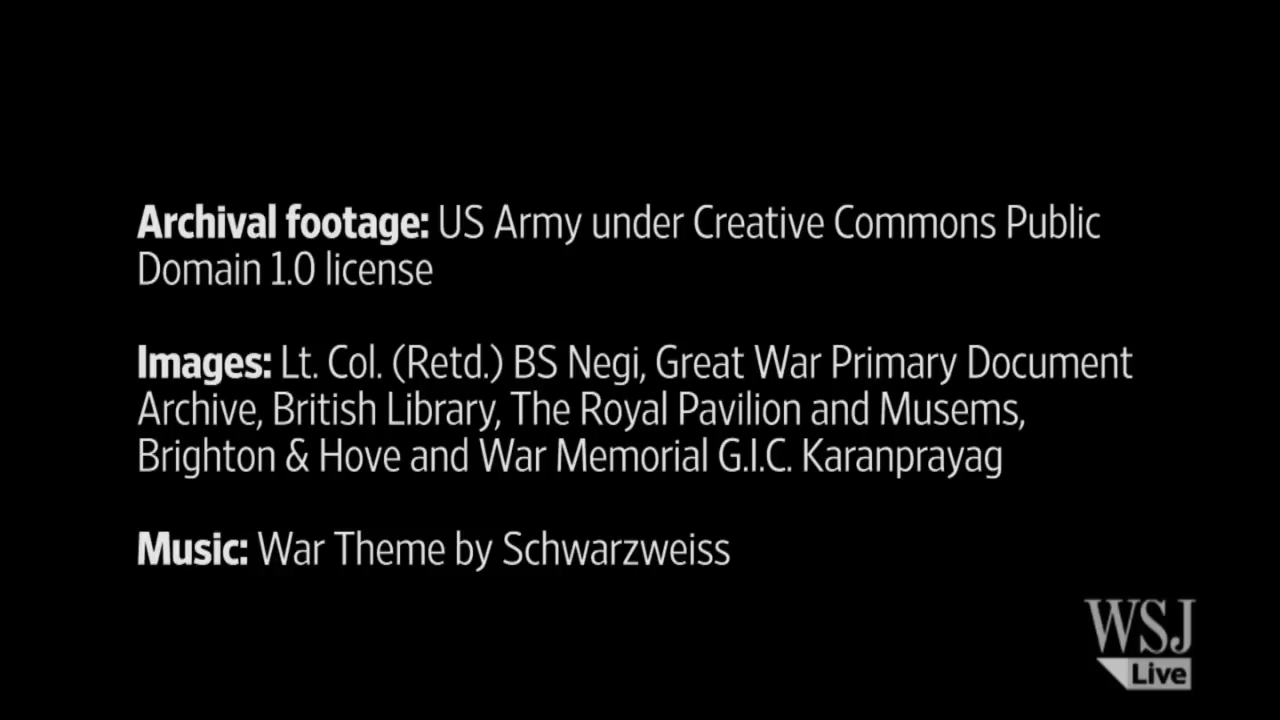 Archival footage: US Army under Creative Commons Public
Domain 1.0 license
Images: Lt. Col. (Retd.) BS Negi, Great War Primary Document
Archive, British Library, The Royal Pavilion and Musems,
Brighton & Hove and War Memorial G.I.C. Karanprayag
Music: War Theme by Schwarzweiss
WSJ
Live